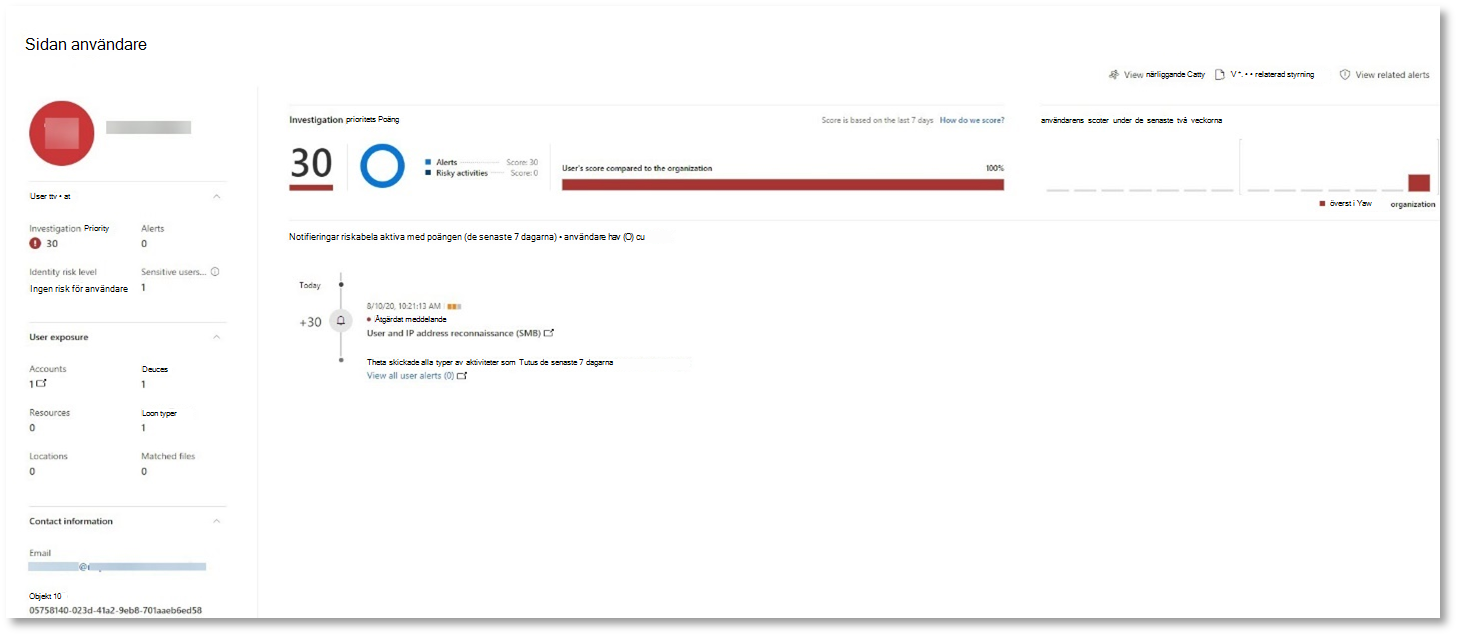 Sidan användare
View närliggande Catty V *. • • relaterad styrning View related alerts
User ttv • at
Investigation Priority Alerts
30 0
Identity risk level Sensitive users...
Ingen risk för användare 1
User exposure
Accounts Deuces
1 1
Resources Loon typer
0 1
Locations Matched files
0 0
Contact information
Email
@
Objekt 10
05758140-023d-41a2-9eb8-701aaeb6ed58
Investigation prioritets Poäng Score is based on the last 7 days How do we score?
30
Alerts Score: 30
Risky activities Score: 0
User's score compared to the organization 100%
användarens scoter under de senaste två veckorna
överst i Yaw organization
Notifieringar riskabela aktiva med poängen (de senaste 7 dagarna) • användare hav (O) cu
Today
8/10/20, 10:21:13 AM
+30
Åtgärdat meddelande
User and IP address reconnaissance (SMB)
Theta skickade alla typer av aktiviteter som Tutus de senaste 7 dagarna
View all user alerts (0)